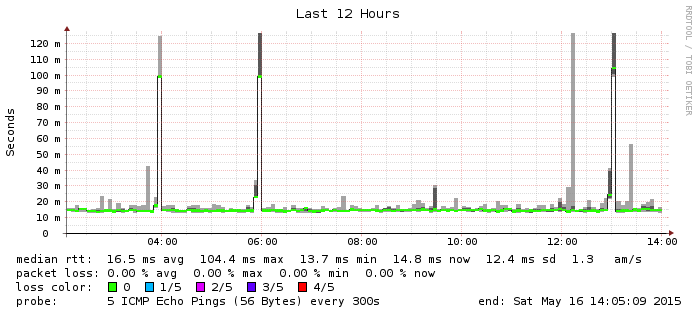 Last 12 Hours
RRDTOOL / TOBI OETIKER
Seconds
120 m
110 m
100 m
90 m
80 m
70 m
60 m
50 m
40 m
30 m
20 m
10 m
0
04:00 06:00 08:00 10:00 12:00 14:00
median rtt: 16.5 ms avg 104.4 ms max 13.7 ms min 14.8 ms now 12.4 ms sd 1.3 am/s
packet loss: 0.00 % avg 0.00 % max 0.00 % min 0.00 % now
loss color: 0 1/5 2/5 3/5 4/5
probe: 5 ICMP Echo Pings (56 Bytes) every 300s end: Sat May 16 14:05:09 2015